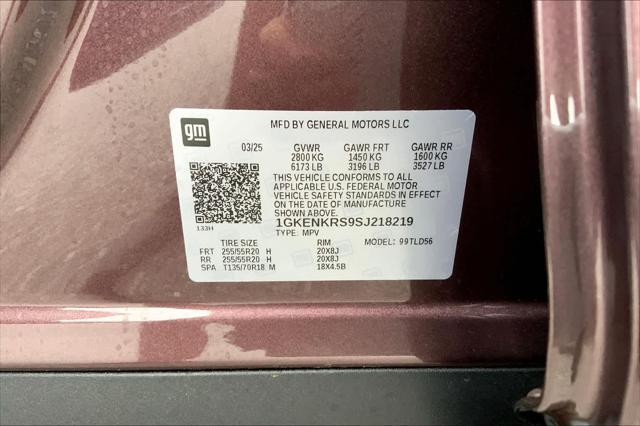 gm
MFD BY GENERAL MOTORS LLC
03/25 GVWR GAWR FRT GAWR RR
2800 KG 1450 KG 1600 KG
6173 LB 3196 LB 3527 LB
THIS VEHICLE CONFORMS TO ALL
APPLICABLE U.S. FEDERAL MOTOR
VEHICLE SAFETY STANDARDS IN EFFECT
ON THE DATE OF MANUFACTURE
SHOWN ABOVE.
133H
1GKENKRS9SJ218219
TYPE: MPV
TIRE SIZE RIM MODEL: 99TLD56
FRT 255/55R20 H 20X8J
RR 255/55R20 H 20X8J
SPA T135/70R18 M 18X4.5B